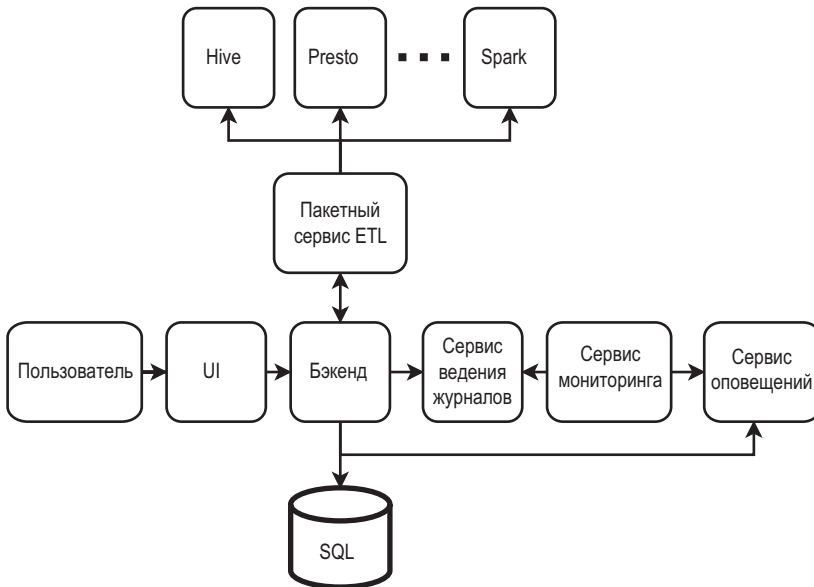 Hive
Presto
Spark
Пакетный
сервис ETL
Пользователь
UI
Бэкенд
Сервис
ведения
журналов
Сервис
мониторинга
Сервис
оповещений
SQL